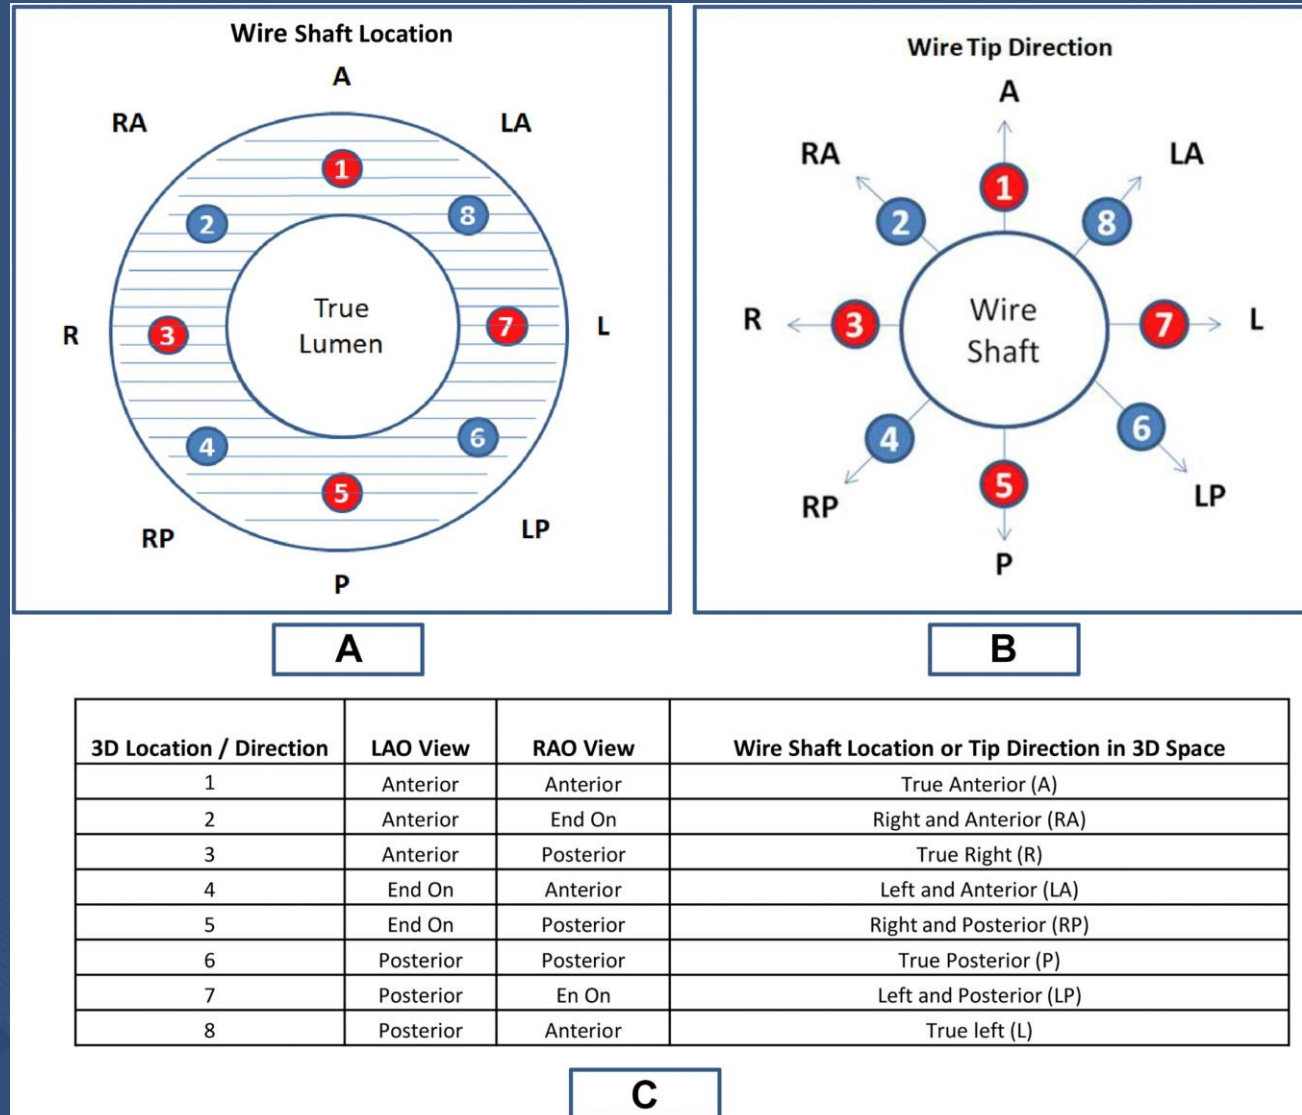 Wire Shaft Location
A
RA
LA
1
2
8
R
3
True
Lumen
7
L
4
6
5
RP
LP
P
A
Wire Tip Direction
A
RA
LA
1
2
8
R
3
Wire
Shaft
7
L
4
6
5
RP
LP
P
B
3D Location / Direction LAO View RAO View Wire Shaft Location or Tip Direction in 3D Space
1 Anterior Anterior True Anterior (A)
2 Anterior End On Right and Anterior (RA)
3 Anterior Posterior True Right (R)
4 End On Anterior Left and Anterior (LA)
5 End On Posterior Right and Posterior (RP)
6 Posterior Posterior True Posterior (P)
7 Posterior En On Left and Posterior (LP)
8 Posterior Anterior True left (L)
C